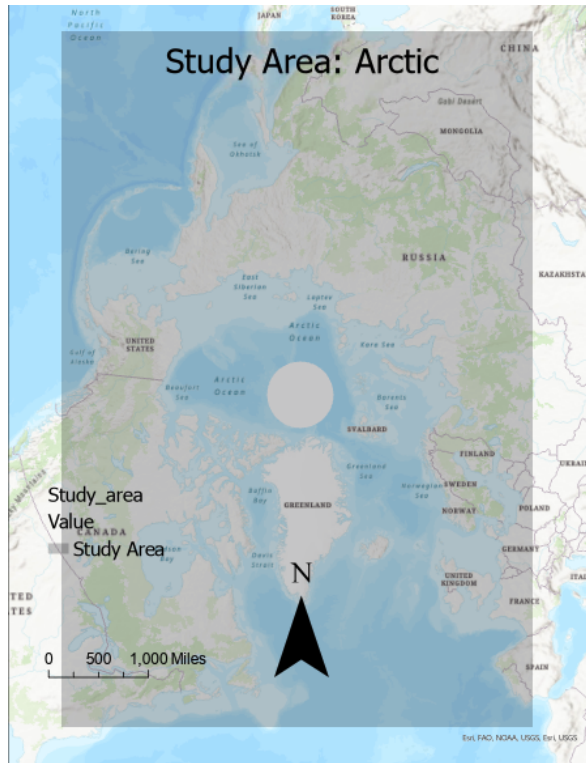 North
Pacific
Ocean
JAPAN
SOUTH
KOREA
CHINA
Study Area: Arctic
Gobi Desert
MONGOLIA
Sea of
Okhotsk
Bering
Sea
RUSSIA
KAZAKHSTA
East
Siberian
Sea
Laptev
Sea
Arctic
Ocean
Kara Sea
UNITED
STATES
Gulf of
Alaska
Beaufort
Sea
Arctic
Ocean
Barents
Sea
SVALBARD
FINLAND
UKRAI
Greenland
Sea
Norwegian
Sea
SWEDEN
NORWAY
POLAND
Baffin
Bay
GREENLAND
Study_area
Value
Study Area
CANADA
dson
Bay
Davis
Strait
GERMANY
ITA
UNITED
KINGDOM
FRANCE
SPAIN
TED
TES
N
0 500 1,000 Miles
Esri, FAO, NOAA, USGS, Esri, USGS